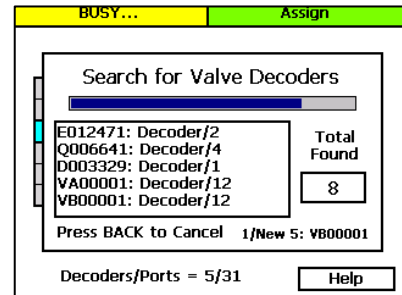 BUSY... Assign
Search for Valve Decoders
E012471: Decoder/2
Q006641: Decoder/4
D003329: Decoder/1
VA00001: Decoder/12
VB00001: Decoder/12
Total
Found
8
Press BACK to Cancel 1/New 5: VB00001
Decoders/Ports = 5/31 Help